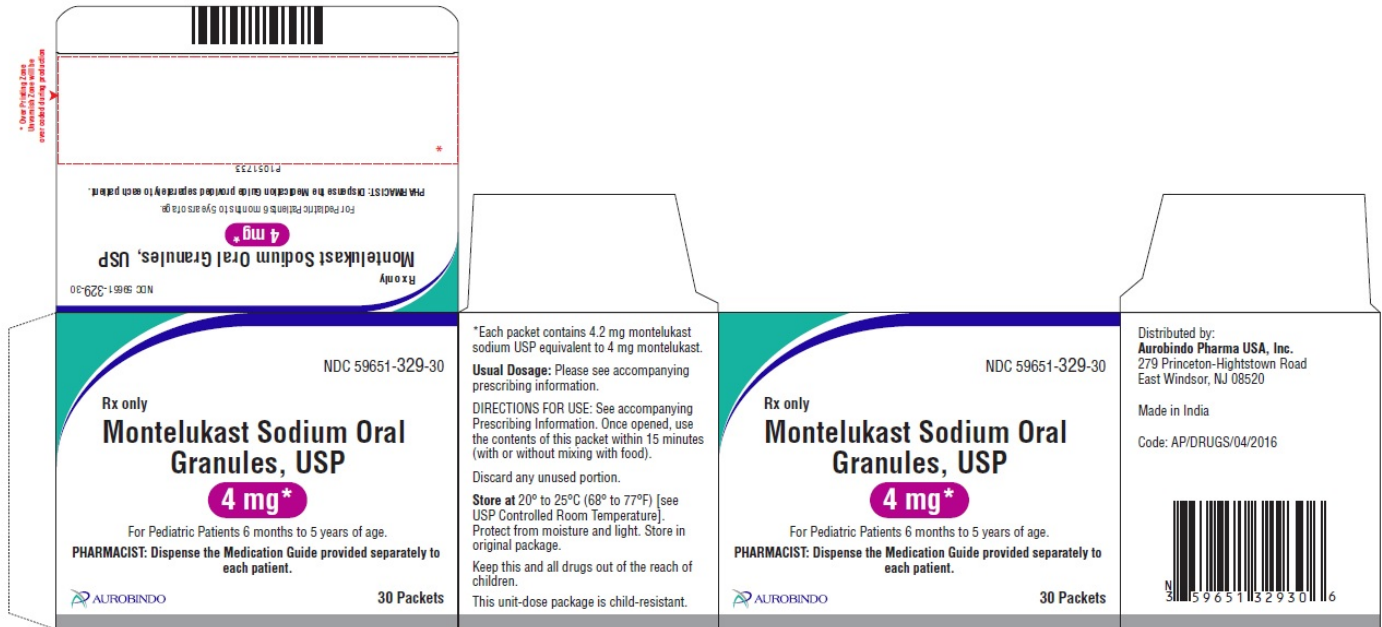 * Over Printing Zone
Unvarnish Zone will be
over coded during production
*
P1051733
PHARMACIST: Dispense the Medication Guide provided separately to each patient.
For Pediatric Patients 6 months to 5 years of age.
4 mg*
Montelukast Sodium Oral Granules, USP
Rx only
NDC 59651-329-30
NDC 59651-329-30
Rx only
Montelukast Sodium Oral
Granules, USP
4 mg*
For Pediatric Patients 6 months to 5 years of age.
PHARMACIST: Dispense the Medication Guide provided separately to
each patient.
AUROBINDO
30 Packets
*Each packet contains 4.2 mg montelukast
sodium USP equivalent to 4 mg montelukast.
Usual Dosage: Please see accompanying
prescribing information.
DIRECTIONS FOR USE: See accompanying
Prescribing Information. Once opened, use
the contents of this packet within 15 minutes
(with or without mixing with food).
Discard any unused portion.
Store at 20º to 25ºC (68º to 77ºF) [see
USP Controlled Room Temperature].
Protect from moisture and light. Store in
original package.
Keep this and all drugs out of the reach of
children.
This unit-dose package is child-resistant.
NDC 59651-329-30
Rx only
Montelukast Sodium Oral
Granules, USP
4 mg*
For Pediatric Patients 6 months to 5 years of age.
PHARMACIST: Dispense the Medication Guide provided separately to
each patient.
AUROBINDO
30 Packets
Distributed by:
Aurobindo Pharma USA, Inc.
279 Princeton-Hightstown Road
East Windsor, NJ 08520
Made in India
Code: AP/DRUGS/04/2016
N
3 59651 32930 6